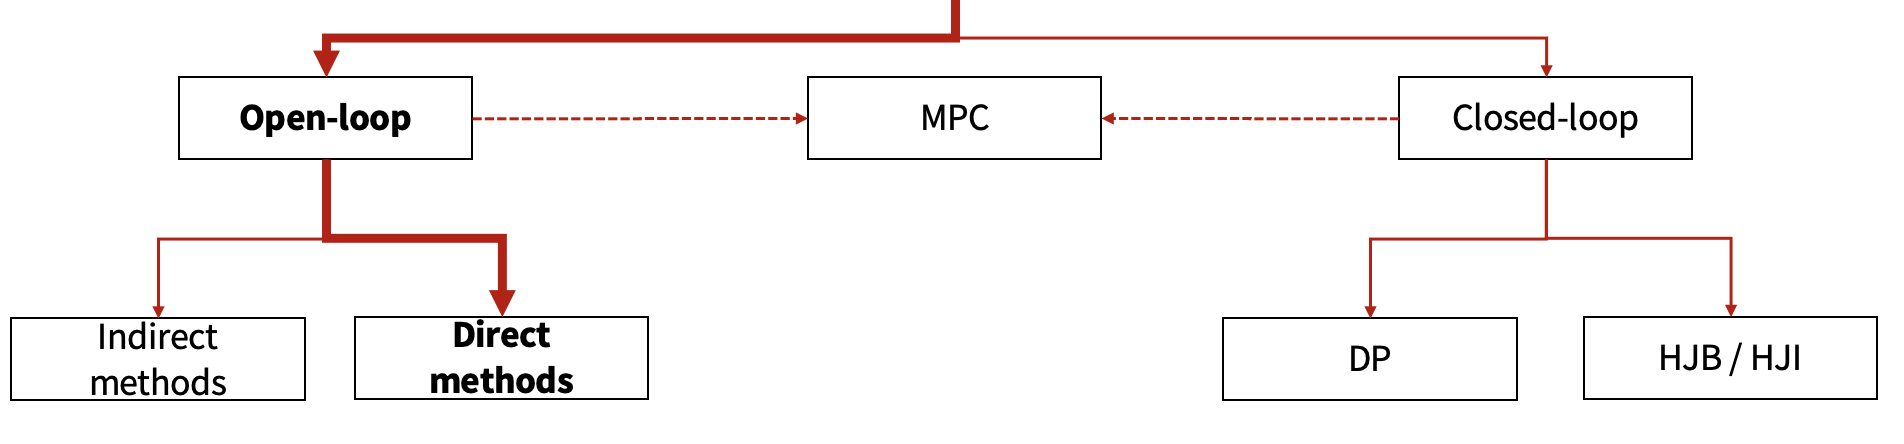 Open-loop
MPC
Closed-loop
Indirect
methods
Direct
methods
DP
HJB / HJI